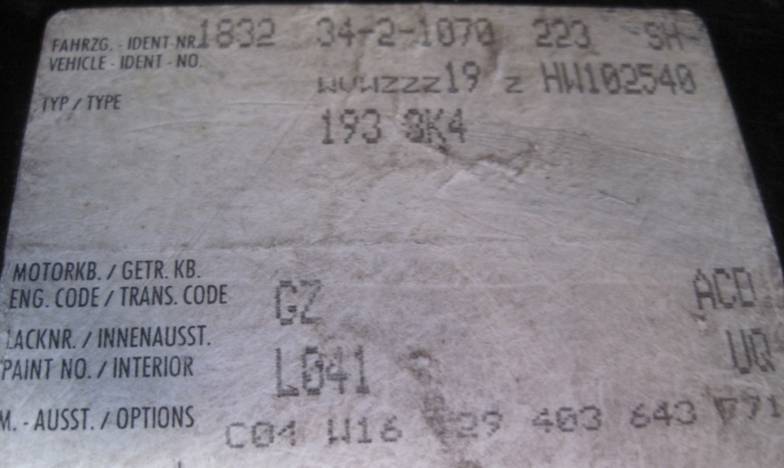 FAHRZG. - IDENT-NR. 1832 34-2-1070 223 SH-
VEHICLE - IDENT - NO.
WVWZZZ19 Z HW102540
TYP / TYPE
193 SK4
MOTORKB. / GETR. KB.
ENG. CODE / TRANS. CODE GZ ACD
LACKNR. / INNENAUSST.
PAINT NO. / INTERIOR L041 UQ
M. - AUSST. / OPTIONS C04 W16 403 643